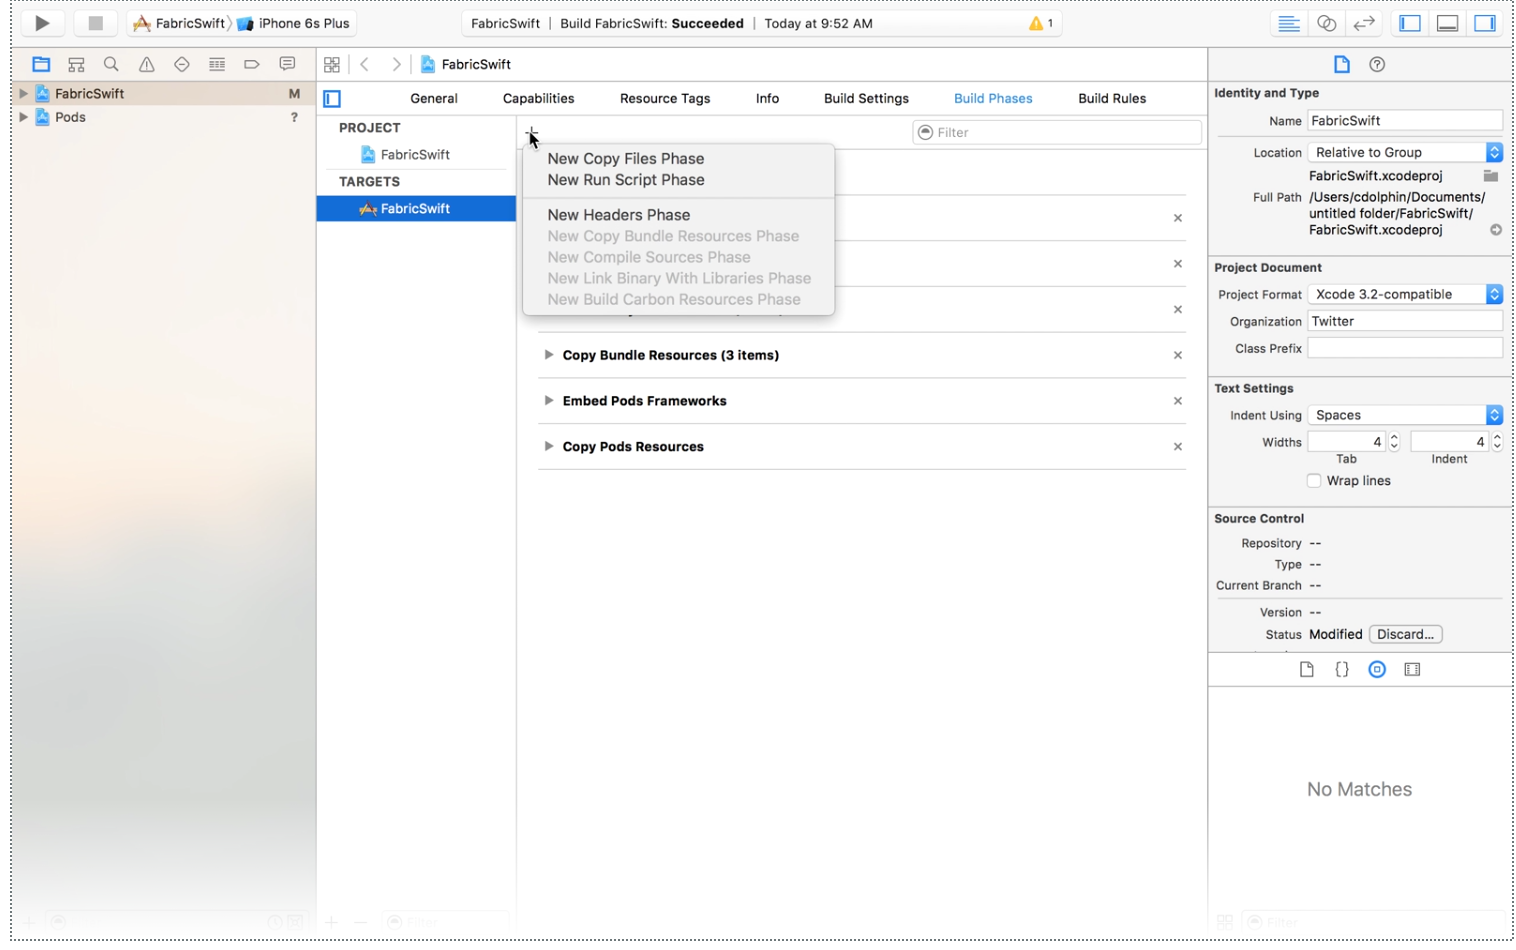 FabricSwift iPhone 6s Plus
FabricSwift | Build FabricSwift: Succeeded | Today at 9:52 AM
1
FabricSwift M
Pods ?
FabricSwift
General Capabilities Resource Tags Info Build Settings Build Phases Build Rules
PROJECT
FabricSwift
TARGETS
FabricSwift
Filter
New Copy Files Phase
New Run Script Phase
New Headers Phase
New Copy Bundle Resources Phase
New Compile Sources Phase
New Link Binary With Libraries Phase
New Build Carbon Resources Phase
Copy Bundle Resources (3 items)
Embed Pods Frameworks
Copy Pods Resources
Filter
Identity and Type
Name FabricSwift
Location Relative to Group
FabricSwift.xcodeproj
Full Path /Users/cdolphin/Documents/
untitled folder/FabricSwift/
FabricSwift.xcodeproj
Project Document
Project Format Xcode 3.2-compatible
Organization Twitter
Class Prefix
Text Settings
Indent Using Spaces
Widths 4 4
Tab Indent
Wrap lines
Source Control
Repository --
Type --
Current Branch --
Version --
Status Modified Discard...
No Matches
Filter